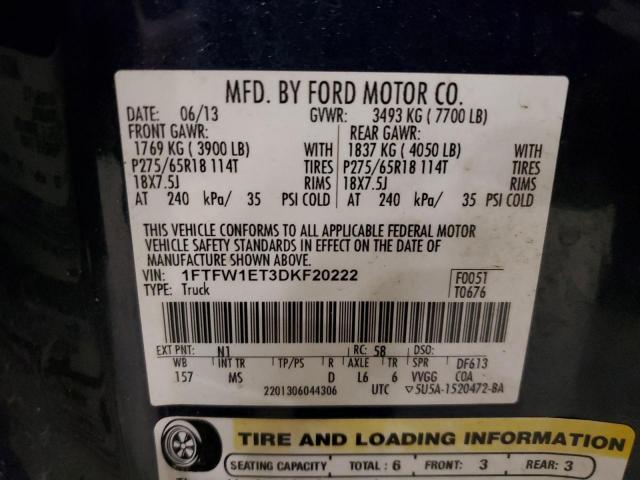 MFD. BY FORD MOTOR CO.
DATE: 06/13 GVWR: 3493 KG ( 7700 LB)
FRONT GAWR: REAR GAWR:
1769 KG ( 3900 LB) WITH 1837 KG ( 4050 LB) WITH
P275/65R18 114T TIRES P275/65R18 114T TIRES
18X7.5J RIMS 18X7.5J RIMS
AT 240 kPa/ 35 PSI COLD AT 240 kPa/ 35 PSI COLD
THIS VEHICLE CONFORMS TO ALL APPLICABLE FEDERAL MOTOR
VEHICLE SAFETY STANDARDS IN EFFECT ON THE DATE OF
MANUFACTURE SHOWN ABOVE.
VIN: 1FTFW1ET3DKF20222 F0051
TYPE: Truck T0676
EXT PNT: N1 RC: 58 DSO:
WB INT TR TP/PS R AXLE TR SPR DF613
157 MS D L6 6 VVGG COA
2201306044306 UTC ▽5U5A-1520472-BA
TIRE AND LOADING INFORMATION
SEATING CAPACITY TOTAL : 6 FRONT: 3 REAR: 3